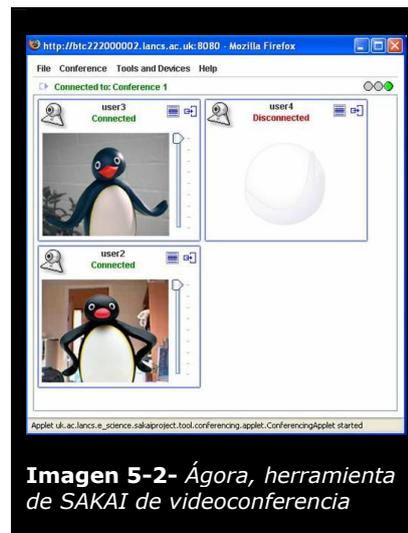 http://btc222000002.lancs.ac.uk:8080 - Mozilla Firefox
File Conference Tools and Devices Help
Connected to: Conference 1
user3
Connected
user4
Disconnected
user2
Connected
Applet uk.ac.lancs.e_science.sakaiproject.tool.conferencing.applet.ConferencingApplet started
Imagen 5-2- Ágora, herramienta
de SAKAI de videoconferencia